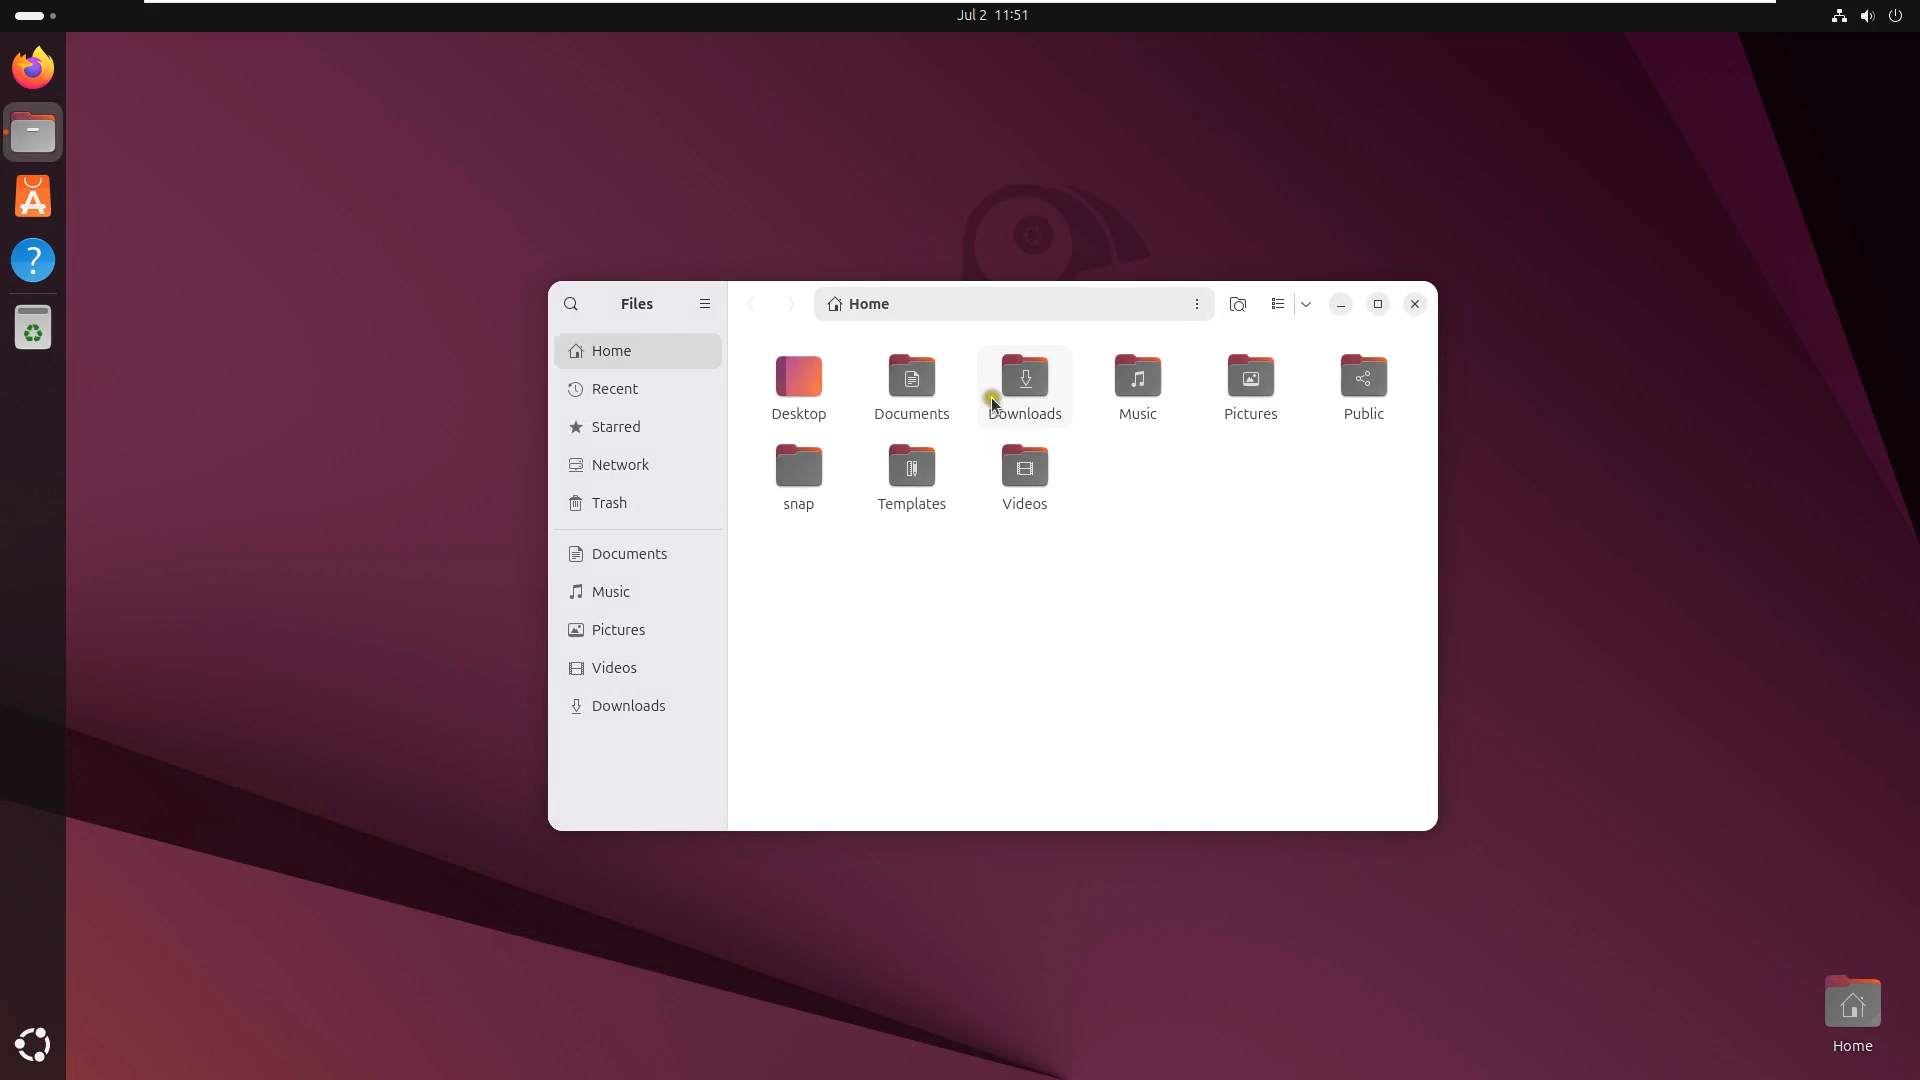 Jul 2 11:51
Files
Home
Home
Recent
Starred
Network
Trash
Documents
Music
Pictures
Videos
Downloads
Desktop
Documents
Downloads
Music
Pictures
Public
snap
Templates
Videos
Home